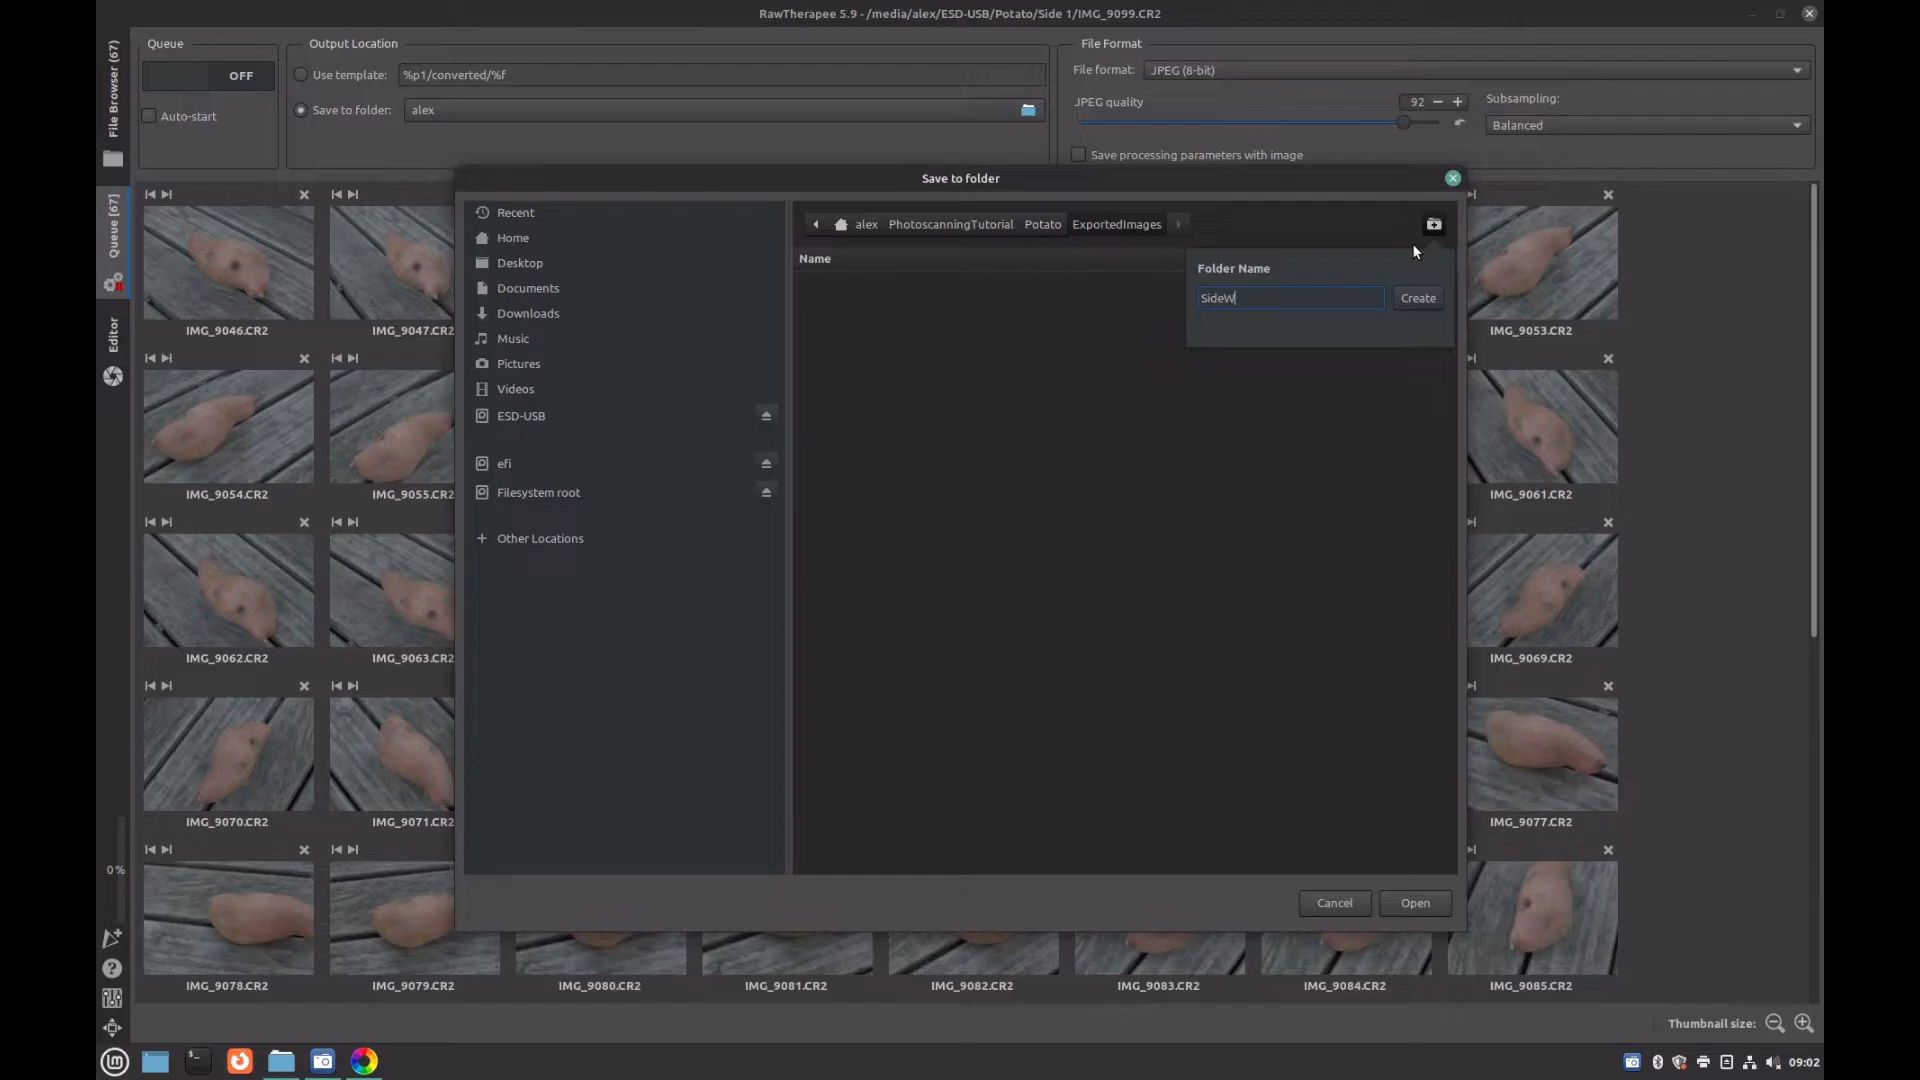 RawTherapee 5.9 - /media/alex/ESD-USB/Potato/Side 1/IMG_9099.CR2
File Browser (67)
Queue [67]
Editor
0 %
Queue
OFF
Auto-start
Output Location
Use template: %p1/converted/%f
Save to folder: alex
File Format
File format: JPEG (8-bit)
JPEG quality 92
Subsampling:
Balanced
Save processing parameters with image
Save to folder
Recent
Home
Desktop
Documents
Downloads
Music
Pictures
Videos
ESD-USB
efi
Filesystem root
Other Locations
alex PhotoscanningTutorial Potato ExportedImages
Name
Folder Name
SideW
Create
Cancel Open
IMG_9046.CR2 IMG_9047.CR2 IMG_9053.CR2
IMG_9054.CR2 IMG_9055.CR2 IMG_9061.CR2
IMG_9062.CR2 IMG_9063.CR2 IMG_9069.CR2
IMG_9070.CR2 IMG_9071.CR2 IMG_9077.CR2
IMG_9078.CR2 IMG_9079.CR2 IMG_9080.CR2 IMG_9081.CR2 IMG_9082.CR2 IMG_9083.CR2 IMG_9084.CR2 IMG_9085.CR2
Thumbnail size:
09:02